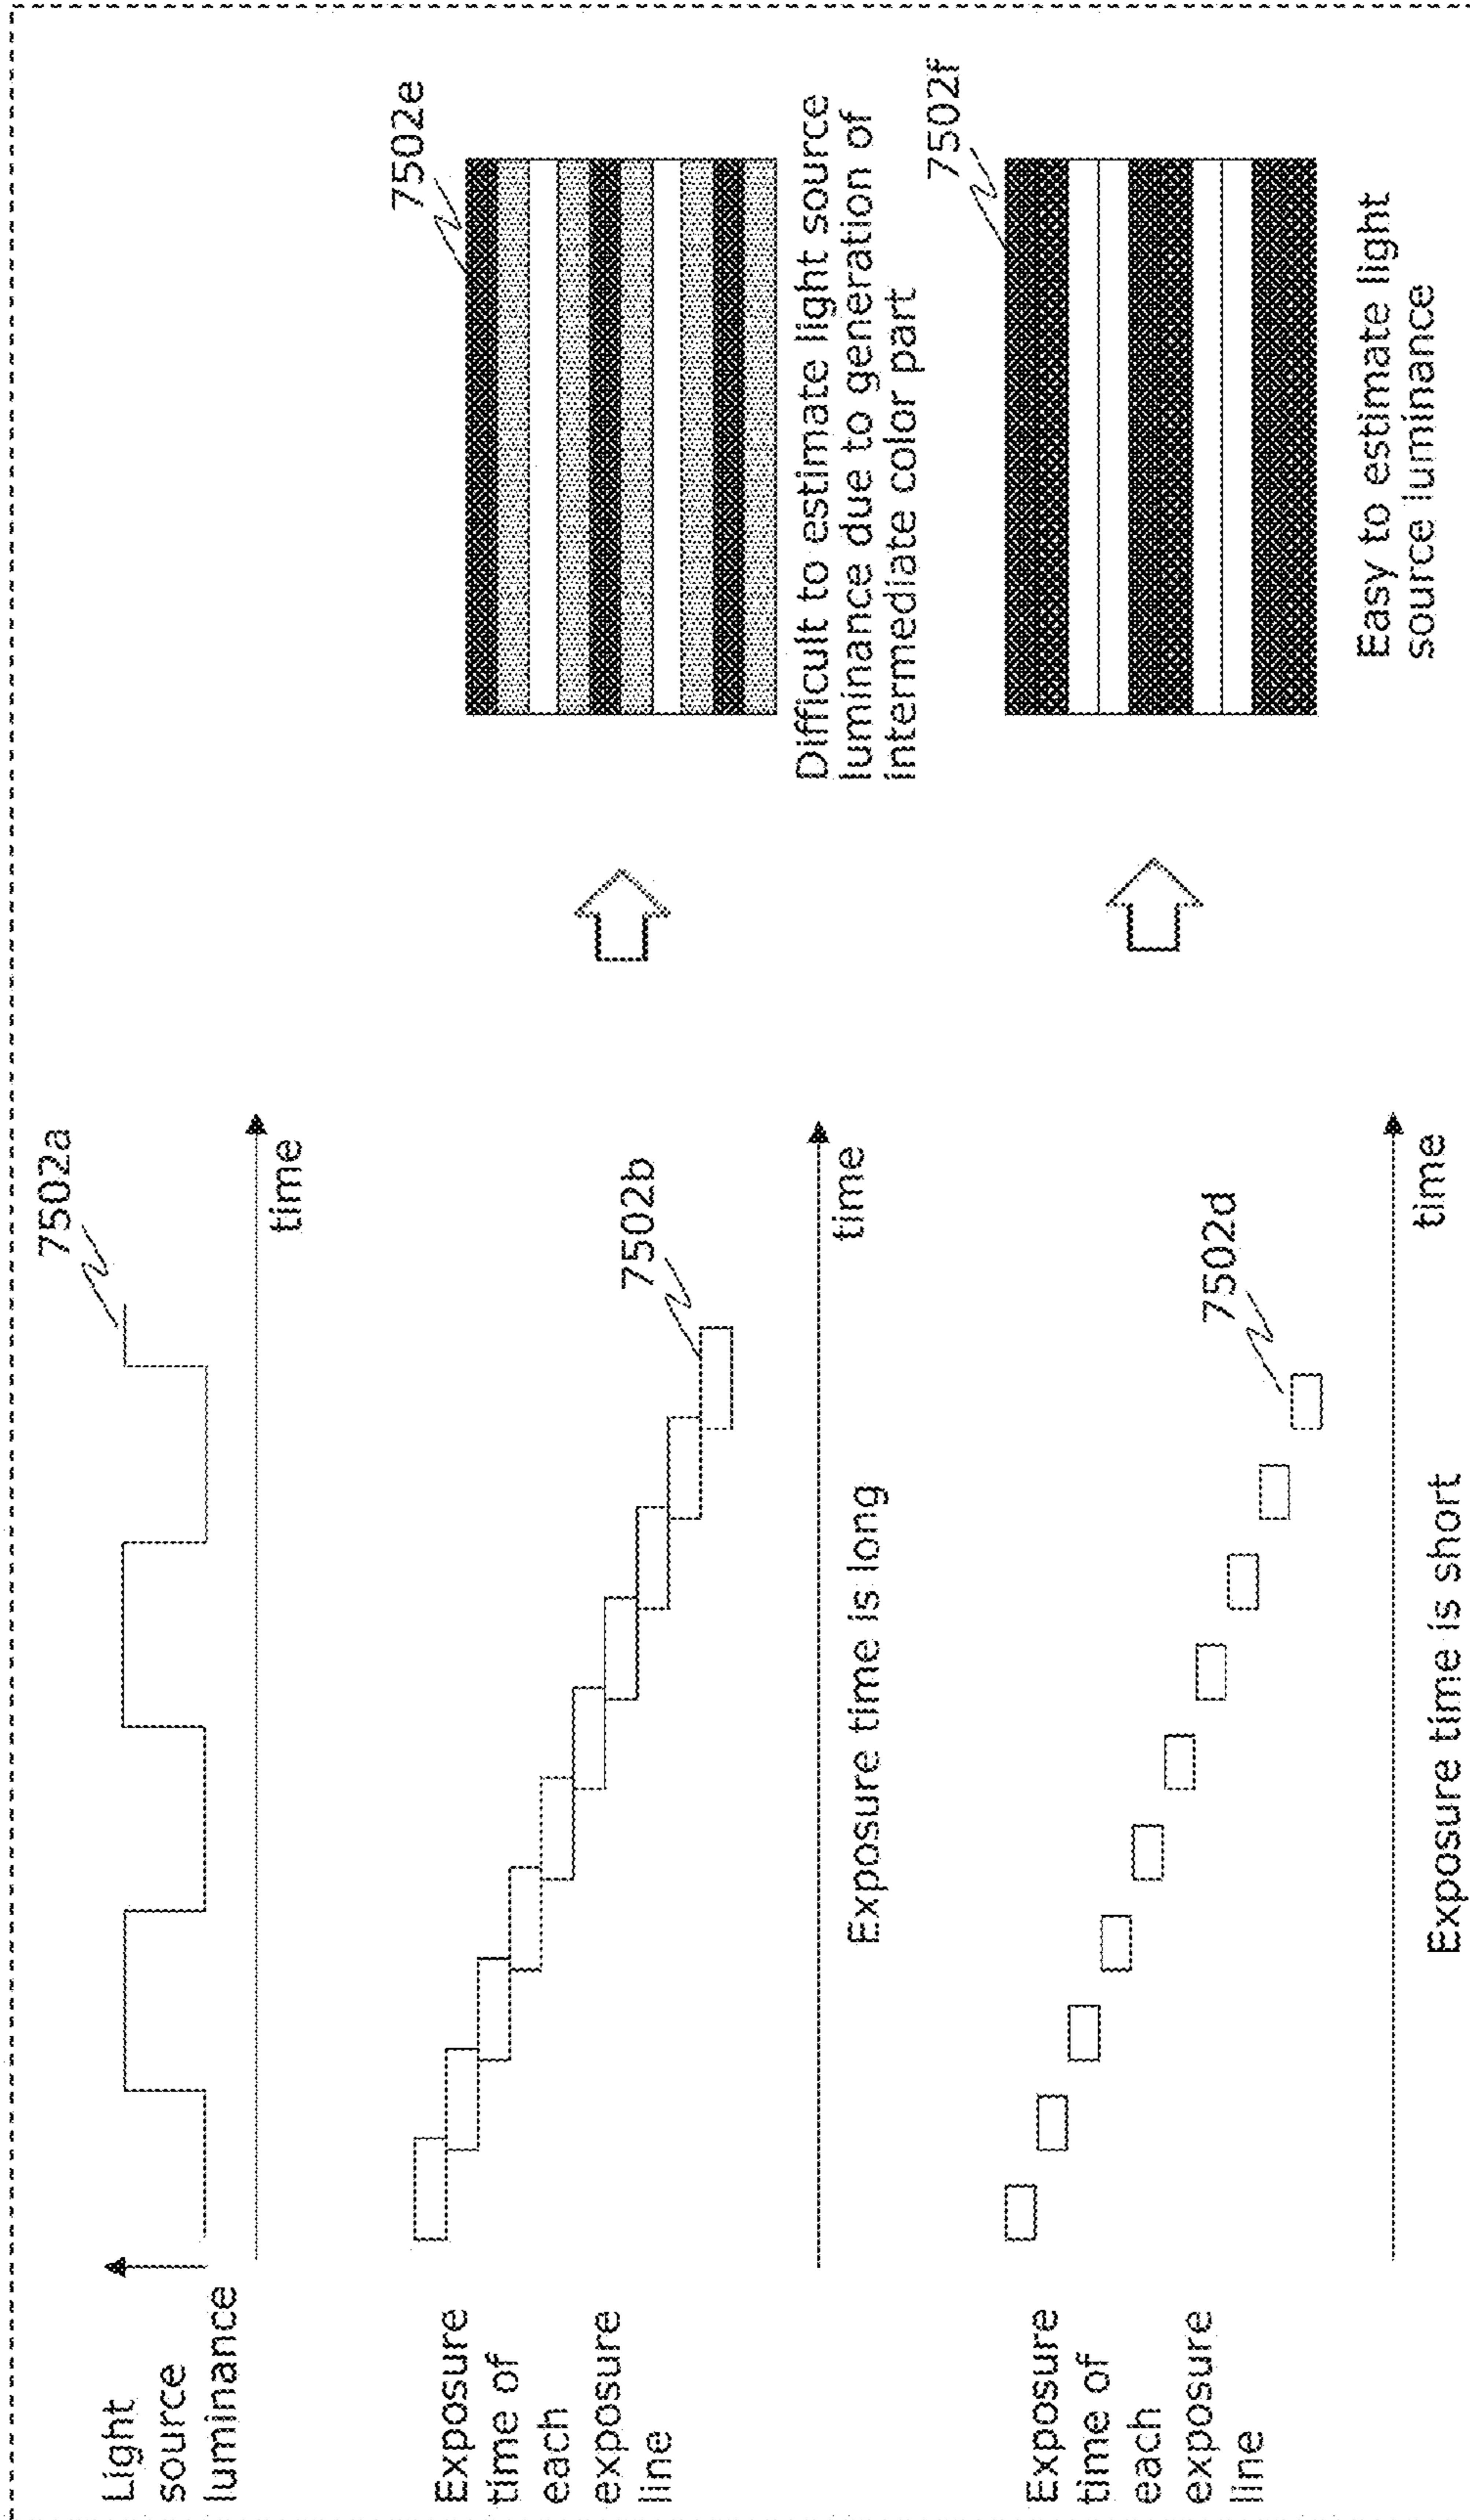 7502a
Light
source
luminance
time
7502e
Exposure
time of
each
exposure
line
7502b
time
Exposure time is long
Difficult to estimate light source
luminance due to generation of
intermediate color part
7502f
Exposure
time of
each
exposure
line
7502d
time
Exposure time is short
Easy to estimate light
source luminance